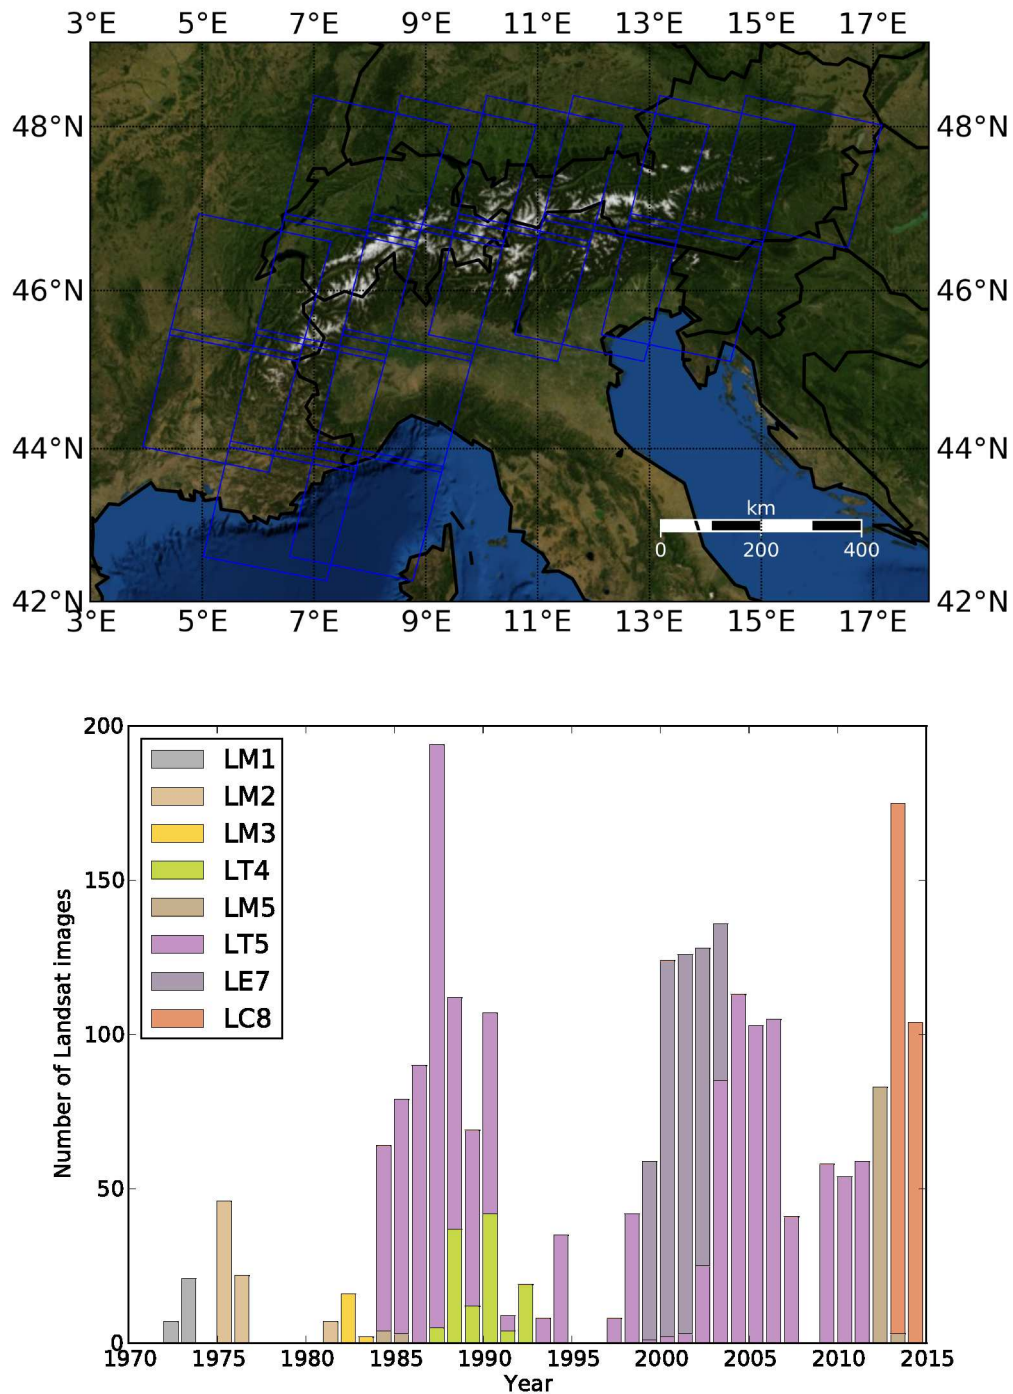 3°E 5°E 7°E 9°E 11°E 13°E 15°E 17°E
48°N 48°N
46°N 46°N
44°N 44°N
km
0 200 400
42°N 42°N
3°E 5°E 7°E 9°E 11°E 13°E 15°E 17°E
200
LM1
LM2
LM3
LT4
150
LM5
LT5
LE7
LC8
100
50
0
Number of Landsat images
1970 1975 1980 1985 1990 1995 2000 2005 2010 2015
Year